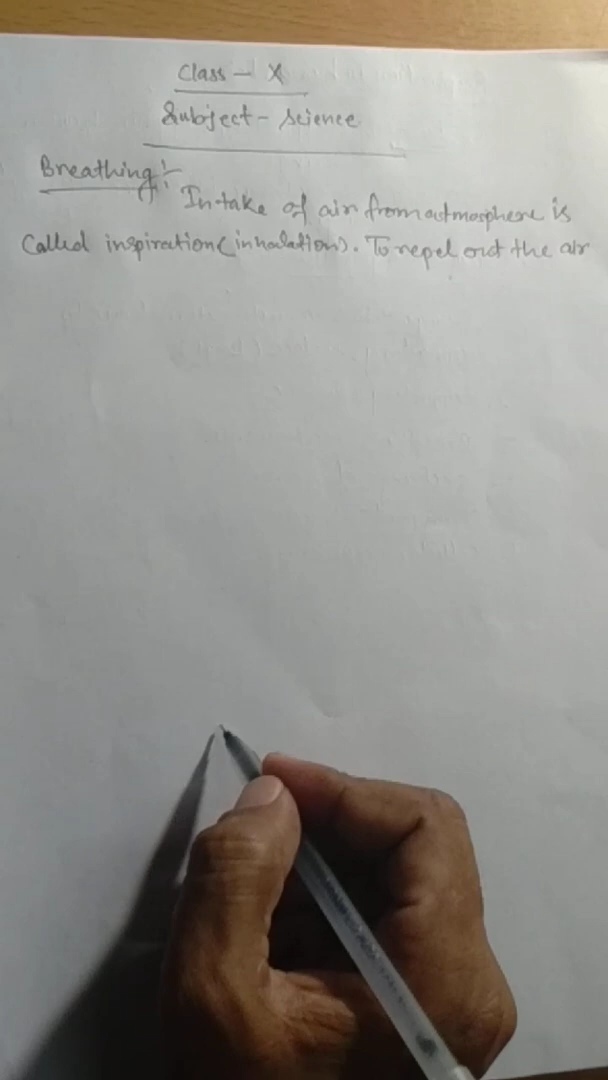 Class - X
Subject - Science
Breathing :-
In-take of air from atmosphere is
Called inspiration (inhalation). To repel out the air